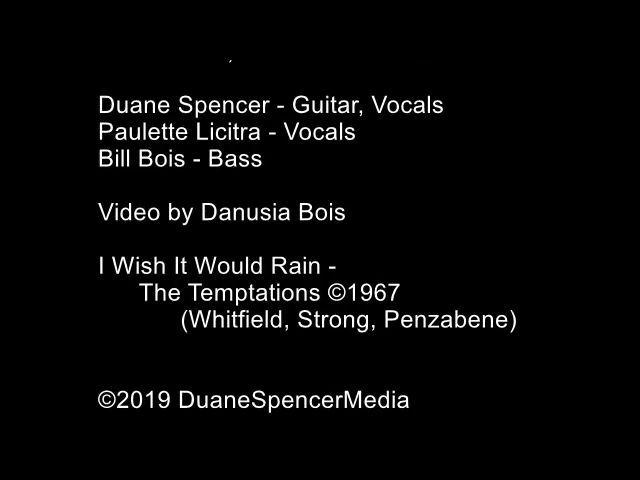 Duane Spencer - Guitar, Vocals
Paulette Licitra - Vocals
Bill Bois - Bass
Video by Danusia Bois
I Wish It Would Rain -
The Temptations ©1967
(Whitfield, Strong, Penzabene)
©2019 DuaneSpencerMedia